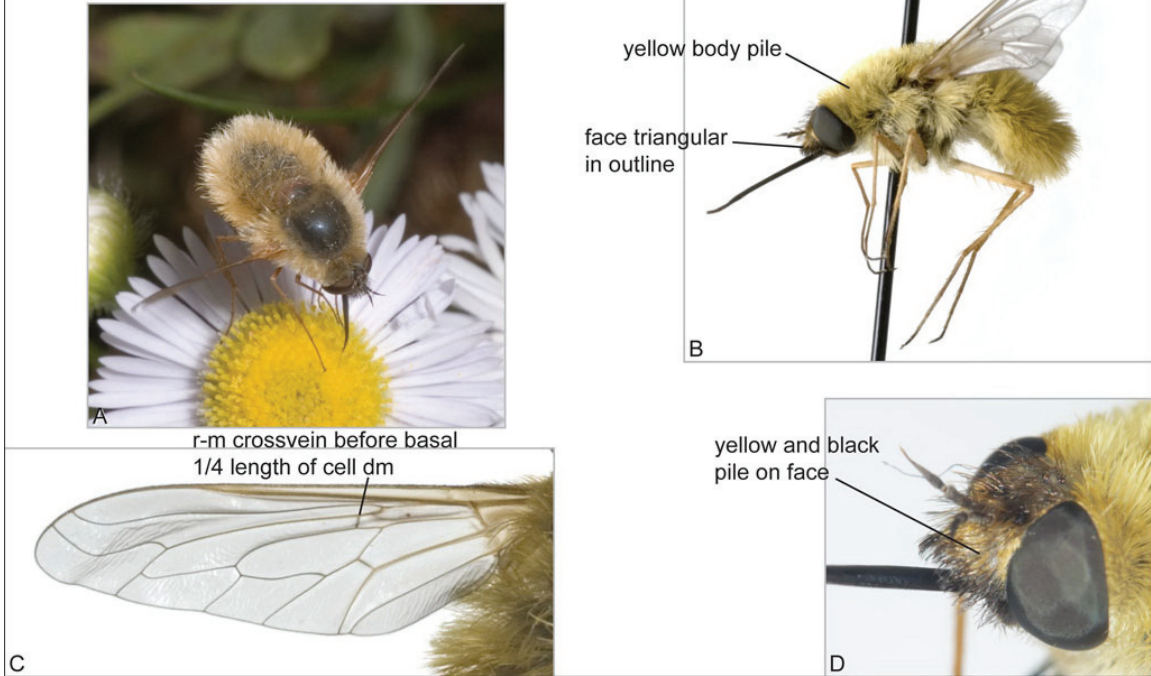 yellow body pile
face triangular
in outline
B
A
r-m crossvein before basal
1/4 length of cell dm
C
yellow and black
pile on face
D